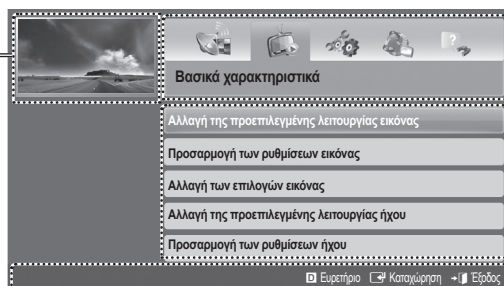 Βασικά χαρακτηριστικά
Αλλαγή της προεπιλεγμένης λειτουργίας εικόνας
Προσαρμογή των ρυθμίσεων εικόνας
Αλλαγή των επιλογών εικόνας
Αλλαγή της προεπιλεγμένης λειτουργίας ήχου
Προσαρμογή των ρυθμίσεων ήχου
D Ευρετήριο Καταχώρηση Έξοδος